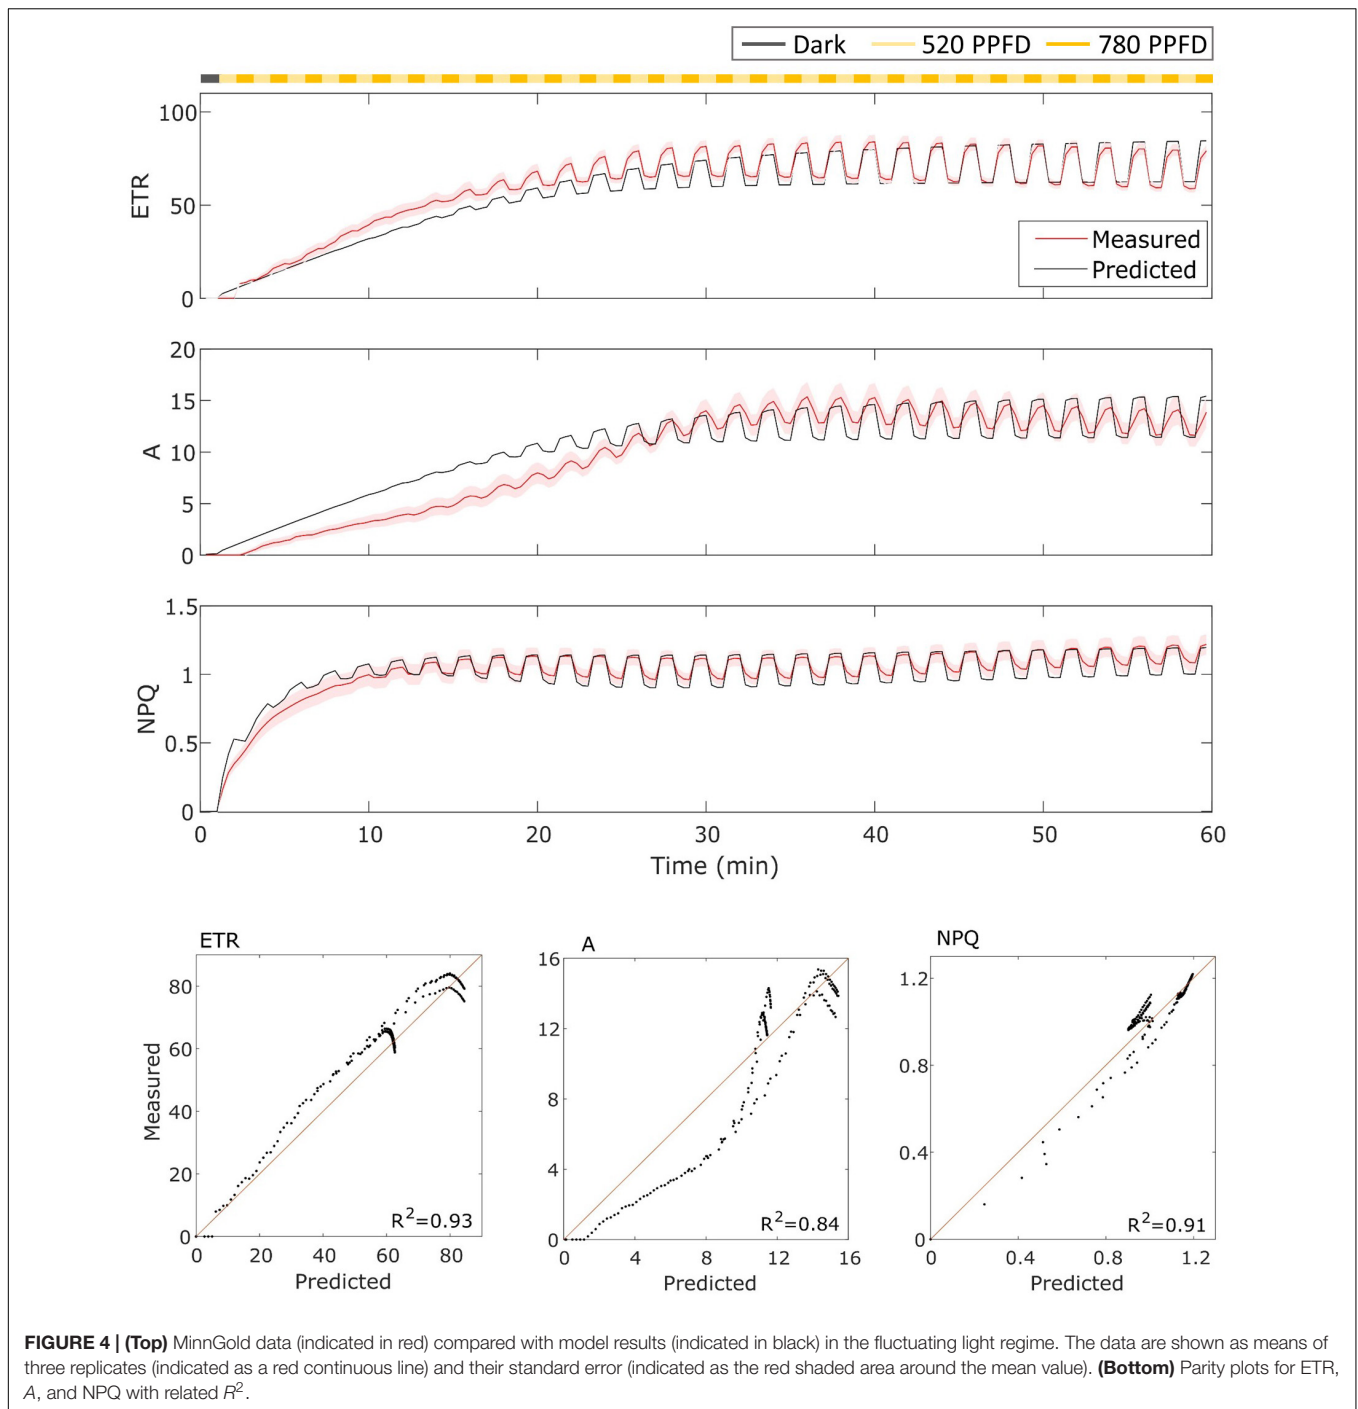 Dark 520 PPFD 780 PPFD
100
50
0
ETR
Measured
Predicted
20
15
10
5
0
A
1.5
1
0.5
0
NPQ
0 10 20 30 40 50 60
Time (min)
ETR
80
60
40
20
0
Measured
R²=0.93
0 20 40 60 80
Predicted
A
16
12
8
4
0
R²=0.84
0 4 8 12 16
Predicted
NPQ
1.2
0.8
0.4
0
R²=0.91
0 0.4 0.8 1.2
Predicted
FIGURE 4 | (Top) MinnGold data (indicated in red) compared with model results (indicated in black) in the fluctuating light regime. The data are shown as means of
three replicates (indicated as a red continuous line) and their standard error (indicated as the red shaded area around the mean value). (Bottom) Parity plots for ETR,
A, and NPQ with related R².